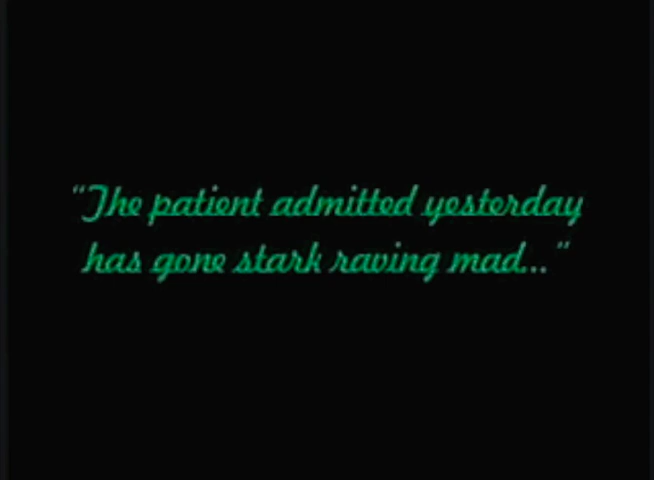 "The patient admitted yesterday
has gone stark raving mad..."